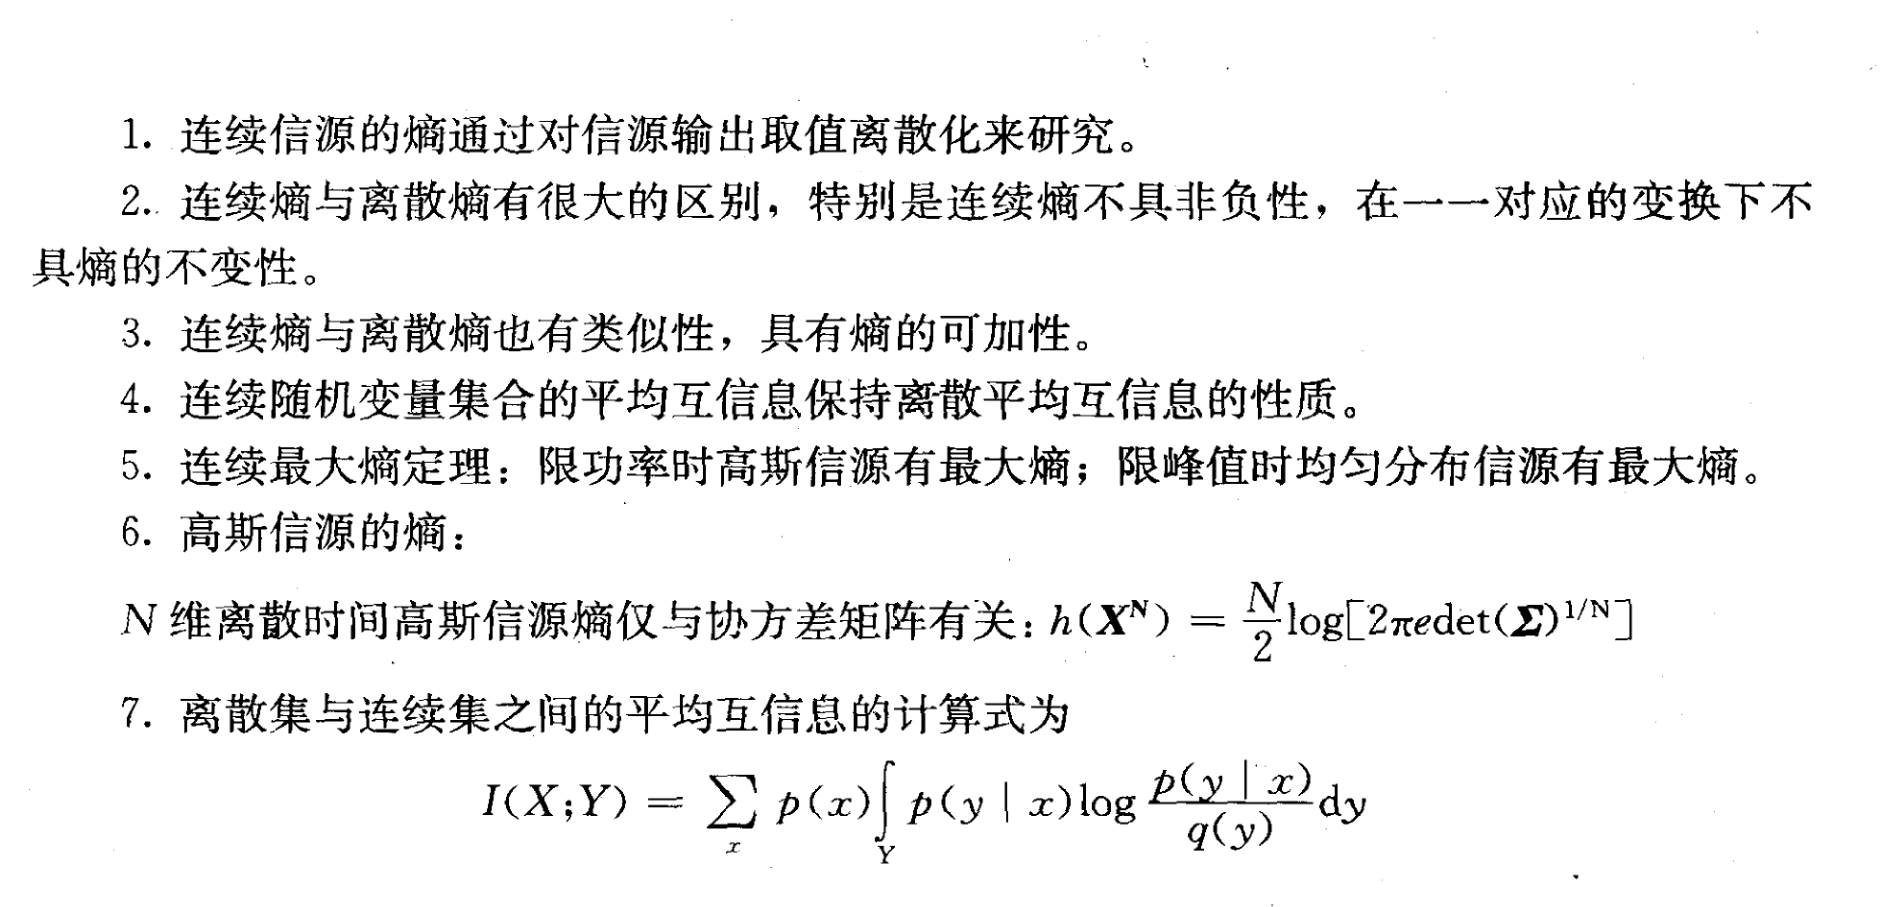 1. 连续信源的熵通过对信源输出取值离散化来研究。
2. 连续熵与离散熵有很大的区别，特别是连续熵不具非负性，在一一对应的变换下不
具熵的不变性。
3. 连续熵与离散熵也有类似性，具有熵的可加性。
4. 连续随机变量集合的平均互信息保持离散平均互信息的性质。
5. 连续最大熵定理：限功率时高斯信源有最大熵；限峰值时均匀分布信源有最大熵。
6. 高斯信源的熵：
N 维离散时间高斯信源熵仅与协方差矩阵有关：$h(\boldsymbol{X}^{\mathbf{N}}) = \frac{N}{2}\log[2\pi e\det(\boldsymbol{\Sigma})^{1/N}]$
7. 离散集与连续集之间的平均互信息的计算式为
$I(X;Y) = \sum_{x} p(x)\int_{Y} p(y \mid x)\log\frac{p(y \mid x)}{q(y)}\mathrm{d}y$